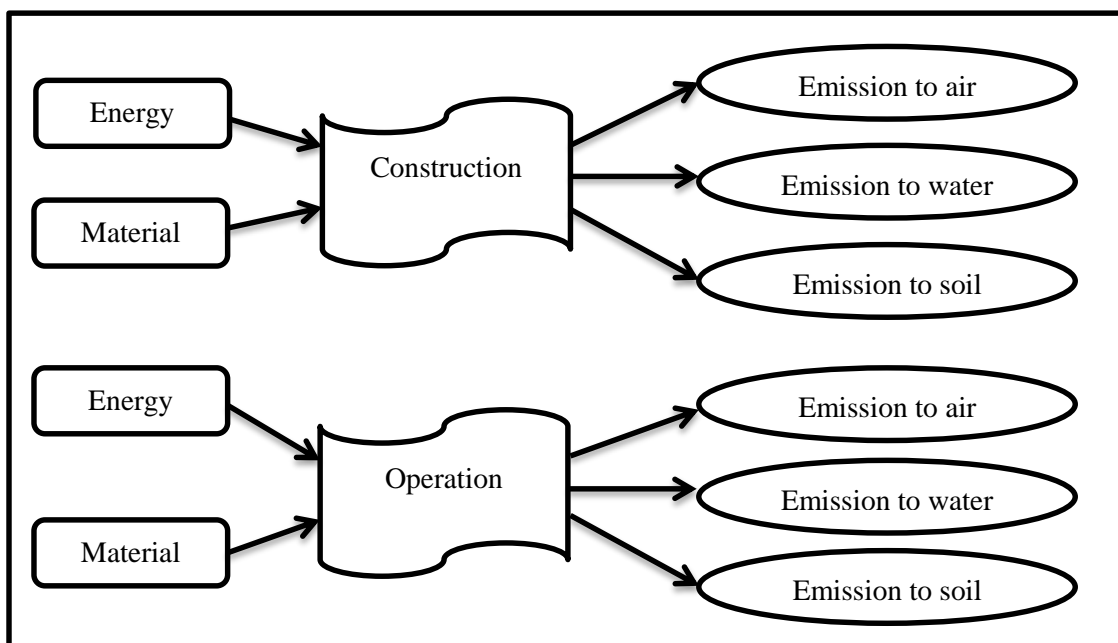 Energy
Material
Construction
Emission to air
Emission to water
Emission to soil
Energy
Material
Operation
Emission to air
Emission to water
Emission to soil